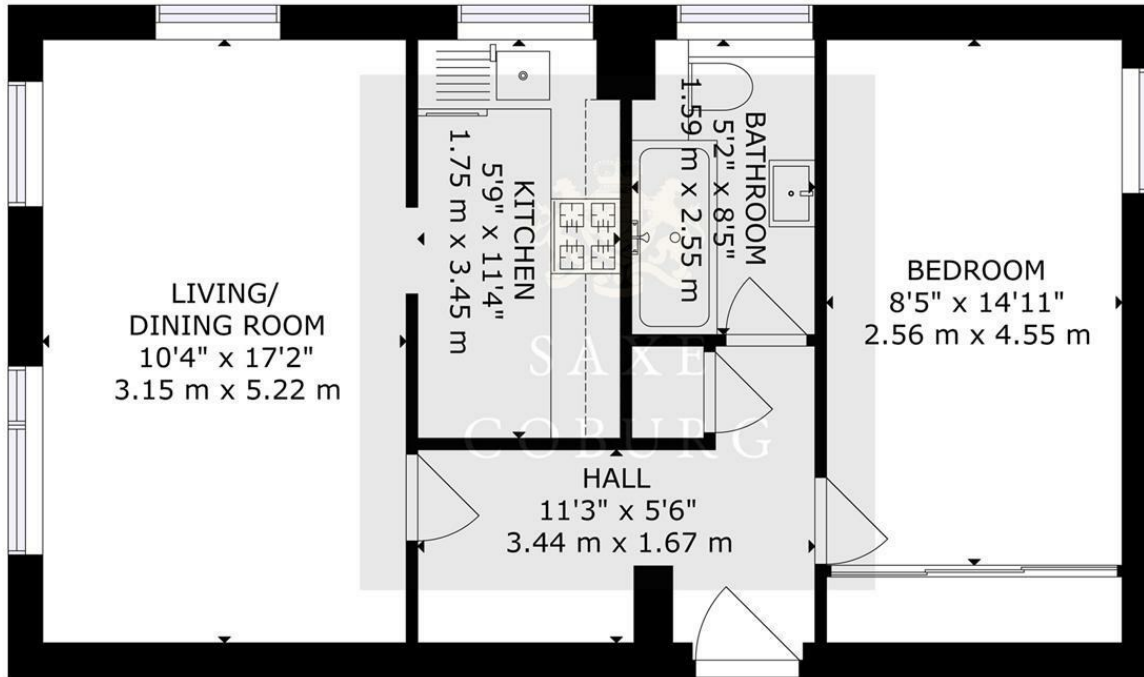 LIVING/
DINING ROOM
10'4" x 17'2"
3.15 m x 5.22 m
KITCHEN
5'9" x 11'4"
1.75 m x 3.45 m
BATHROOM
5'2" x 8'5"
1.59 m x 2.55 m
BEDROOM
8'5" x 14'11"
2.56 m x 4.55 m
SAXE
COBURG
HALL
11'3" x 5'6"
3.44 m x 1.67 m